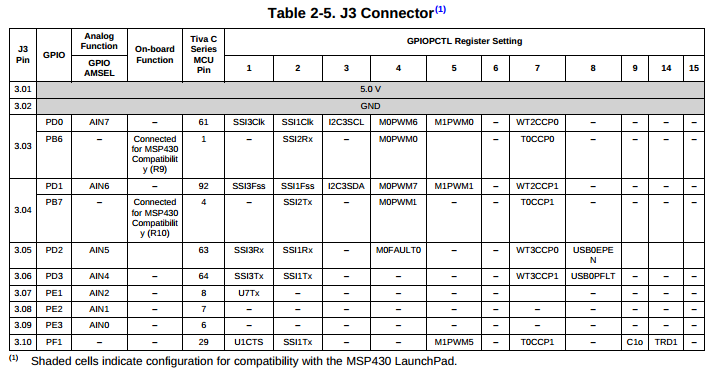 Table 2-5. J3 Connector(1)
J3 Pin | GPIO | Analog Function | On-board Function | Tiva C Series MCU Pin | GPIOPCTL Register Setting
GPIO AMSEL | 1 | 2 | 3 | 4 | 5 | 6 | 7 | 8 | 9 | 14 | 15
3.01 | 5.0 V
3.02 | GND
3.03 | PD0 | AIN7 | – | 61 | SSI3Clk | SSI1Clk | I2C3SCL | M0PWM6 | M1PWM0 | – | WT2CCP0 | – | – | – | –
PB6 | – | Connected for MSP430 Compatibilit y (R9) | 1 | – | SSI2Rx | – | M0PWM0 | – | – | T0CCP0 | – | – | – | –
3.04 | PD1 | AIN6 | – | 92 | SSI3Fss | SSI1Fss | I2C3SDA | M0PWM7 | M1PWM1 | – | WT2CCP1 | – | – | – | –
PB7 | – | Connected for MSP430 Compatibilit y (R10) | 4 | – | SSI2Tx | – | M0PWM1 | – | – | T0CCP1 | – | – | – | –
3.05 | PD2 | AIN5 | | 63 | SSI3Rx | SSI1Rx | – | M0FAULT0 | – | – | WT3CCP0 | USB0EPE N
3.06 | PD3 | AIN4 | – | 64 | SSI3Tx | SSI1Tx | – | – | – | – | WT3CCP1 | USB0PFLT | – | – | –
3.07 | PE1 | AIN2 | – | 8 | U7Tx | – | – | – | – | – | – | – | – | – | –
3.08 | PE2 | AIN1 | – | 7 | – | – | – | – | – | – | – | – | – | – | –
3.09 | PE3 | AIN0 | – | 6 | – | – | – | – | – | – | – | – | – | – | –
3.10 | PF1 | – | – | 29 | U1CTS | SSI1Tx | – | – | M1PWM5 | – | T0CCP1 | – | C1o | TRD1 | –
(1) Shaded cells indicate configuration for compatibility with the MSP430 LaunchPad.